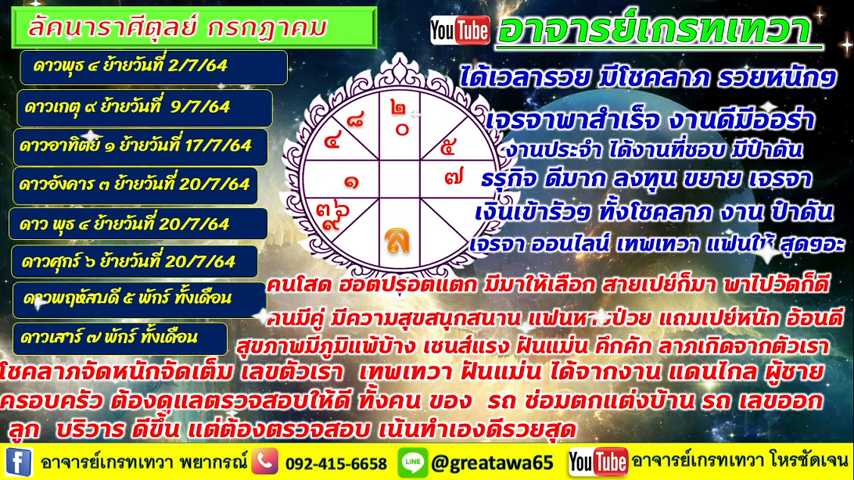 ลัคนาราศีตุลย์ กรกฎาคม
YouTube อาจารย์เกรทเทวา
ดาวพุธ ๔ ย้ายวันที่ 2/7/64
ดาวเกตุ ๙ ย้ายวันที่ 9/7/64
ดาวอาทิตย์ ๑ ย้ายวันที่ 17/7/64
ดาวอังคาร ๓ ย้ายวันที่ 20/7/64
ดาว พุธ ๔ ย้ายวันที่ 20/7/64
ดาวศุกร์ ๖ ย้ายวันที่ 20/7/64
ดาวพฤหัสบดี ๕ พักร์ ทั้งเดือน
ดาวเสาร์ ๗ พักร์ ทั้งเดือน
๒
๐
๘
๔
๕
๑
๗
๓ ๖
๙
ล
ได้เวลารวย มีโชคลาภ รวยหนักๆ
เจรจาพาสำเร็จ งานดีมีออร่า
งานประจำ ได้งานที่ชอบ มีป๋าดัน
ธุรกิจ ดีมาก ลงทุน ขยาย เจรจา
เงินเข้ารัวๆ ทั้งโชคลาภ งาน ป๋าดัน
เจรจา ออนไลน์ เทพเทวา แฟนให้ สุดๆอะ
คนโสด ฮอตปรอตแตก มีมาให้เลือก สายเปย์ก็มา พาไปวัดก็ดี
คนมีคู่ มีความสุขสนุกสนาน แฟนหายป่วย แถมเปย์หนัก อ้อนดี
สุขภาพมีภูมิแพ้บ้าง เซนส์แรง ฝันแม่น คึกคัก ลาภเกิดจากตัวเรา
โชคลาภจัดหนักจัดเต็ม เลขตัวเรา เทพเทวา ฝันแม่น ได้จากงาน แดนไกล ผู้ชาย
ครอบครัว ต้องดูแลตรวจสอบให้ดี ทั้งคน ของ รถ ซ่อมตกแต่งบ้าน รถ เลขออก
ลูก บริวาร ดีขึ้น แต่ต้องตรวจสอบ เน้นทำเองดีรวยสุด
อาจารย์เกรทเทวา พยากรณ์ 092-415-6658 LINE @greatawa65 YouTube อาจารย์เกรทเทวา โหรชัดเจน